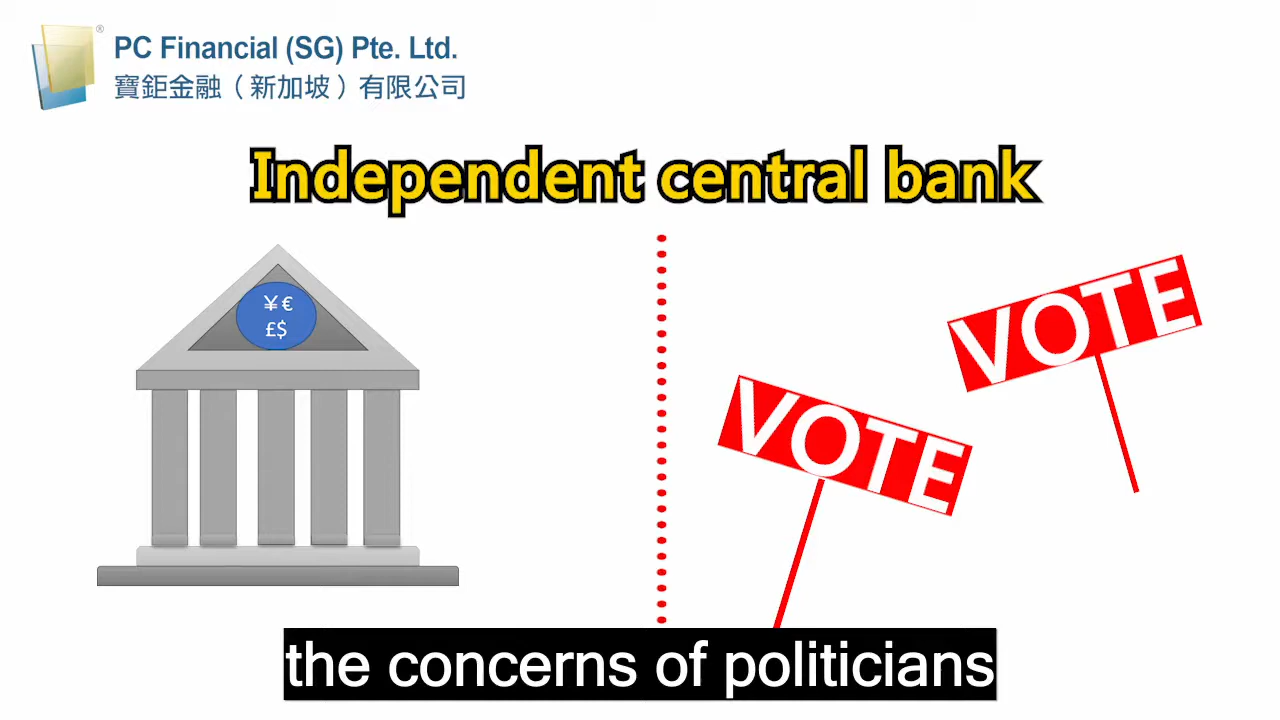 PC Financial (SG) Pte. Ltd.
寶鉅金融（新加坡）有限公司
Independent central bank
¥€
£$
VOTE
VOTE
the concerns of politicians